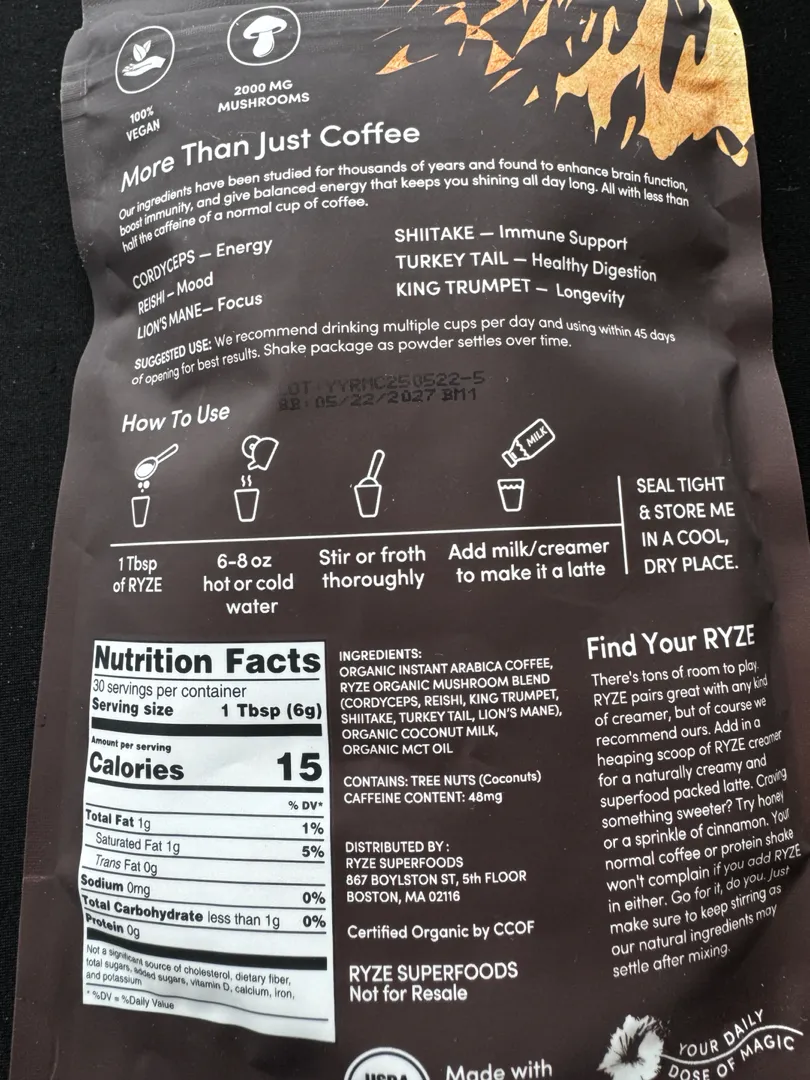 100%
VEGAN
2000 MG
MUSHROOMS
More Than Just Coffee
Our ingredients have been studied for thousands of years and found to enhance brain function,
boost immunity, and give balanced energy that keeps you shining all day long. All with less than
half the caffeine of a normal cup of coffee.
CORDYCEPS — Energy
REISHI — Mood
LION'S MANE — Focus
SHIITAKE — Immune Support
TURKEY TAIL — Healthy Digestion
KING TRUMPET — Longevity
SUGGESTED USE: We recommend drinking multiple cups per day and using within 45 days
of opening for best results. Shake package as powder settles over time.
LOT: YYRMC250522-5
BB: 05/22/2027 BM1
How To Use
MILK
1 Tbsp
of RYZE
6-8 oz
hot or cold
water
Stir or froth
thoroughly
Add milk/creamer
to make it a latte
SEAL TIGHT
& STORE ME
IN A COOL,
DRY PLACE.
Nutrition Facts
30 servings per container
Serving size 1 Tbsp (6g)
Amount per serving
Calories 15
% DV*
Total Fat 1g 1%
Saturated Fat 1g 5%
Trans Fat 0g
Sodium 0mg 0%
Total Carbohydrate less than 1g 0%
Protein 0g
Not a significant source of cholesterol, dietary fiber,
total sugars, added sugars, vitamin D, calcium, iron,
and potassium
* %DV = %Daily Value
INGREDIENTS:
ORGANIC INSTANT ARABICA COFFEE,
RYZE ORGANIC MUSHROOM BLEND
(CORDYCEPS, REISHI, KING TRUMPET,
SHIITAKE, TURKEY TAIL, LION'S MANE),
ORGANIC COCONUT MILK,
ORGANIC MCT OIL
CONTAINS: TREE NUTS (Coconuts)
CAFFEINE CONTENT: 48mg
DISTRIBUTED BY:
RYZE SUPERFOODS
867 BOYLSTON ST, 5th FLOOR
BOSTON, MA 02116
Certified Organic by CCOF
RYZE SUPERFOODS
Not for Resale
Find Your RYZE
There's tons of room to play.
RYZE pairs great with any kind
of creamer, but of course we
recommend ours. Add in a
heaping scoop of RYZE creamer
for a naturally creamy and
superfood packed latte. Craving
something sweeter? Try honey
or a sprinkle of cinnamon. Your
normal coffee or protein shake
won't complain if you add RYZE
in either. Go for it, do you. Just
make sure to keep stirring as
our natural ingredients may
settle after mixing.
USDA
Made with
YOUR DAILY
DOSE OF MAGIC